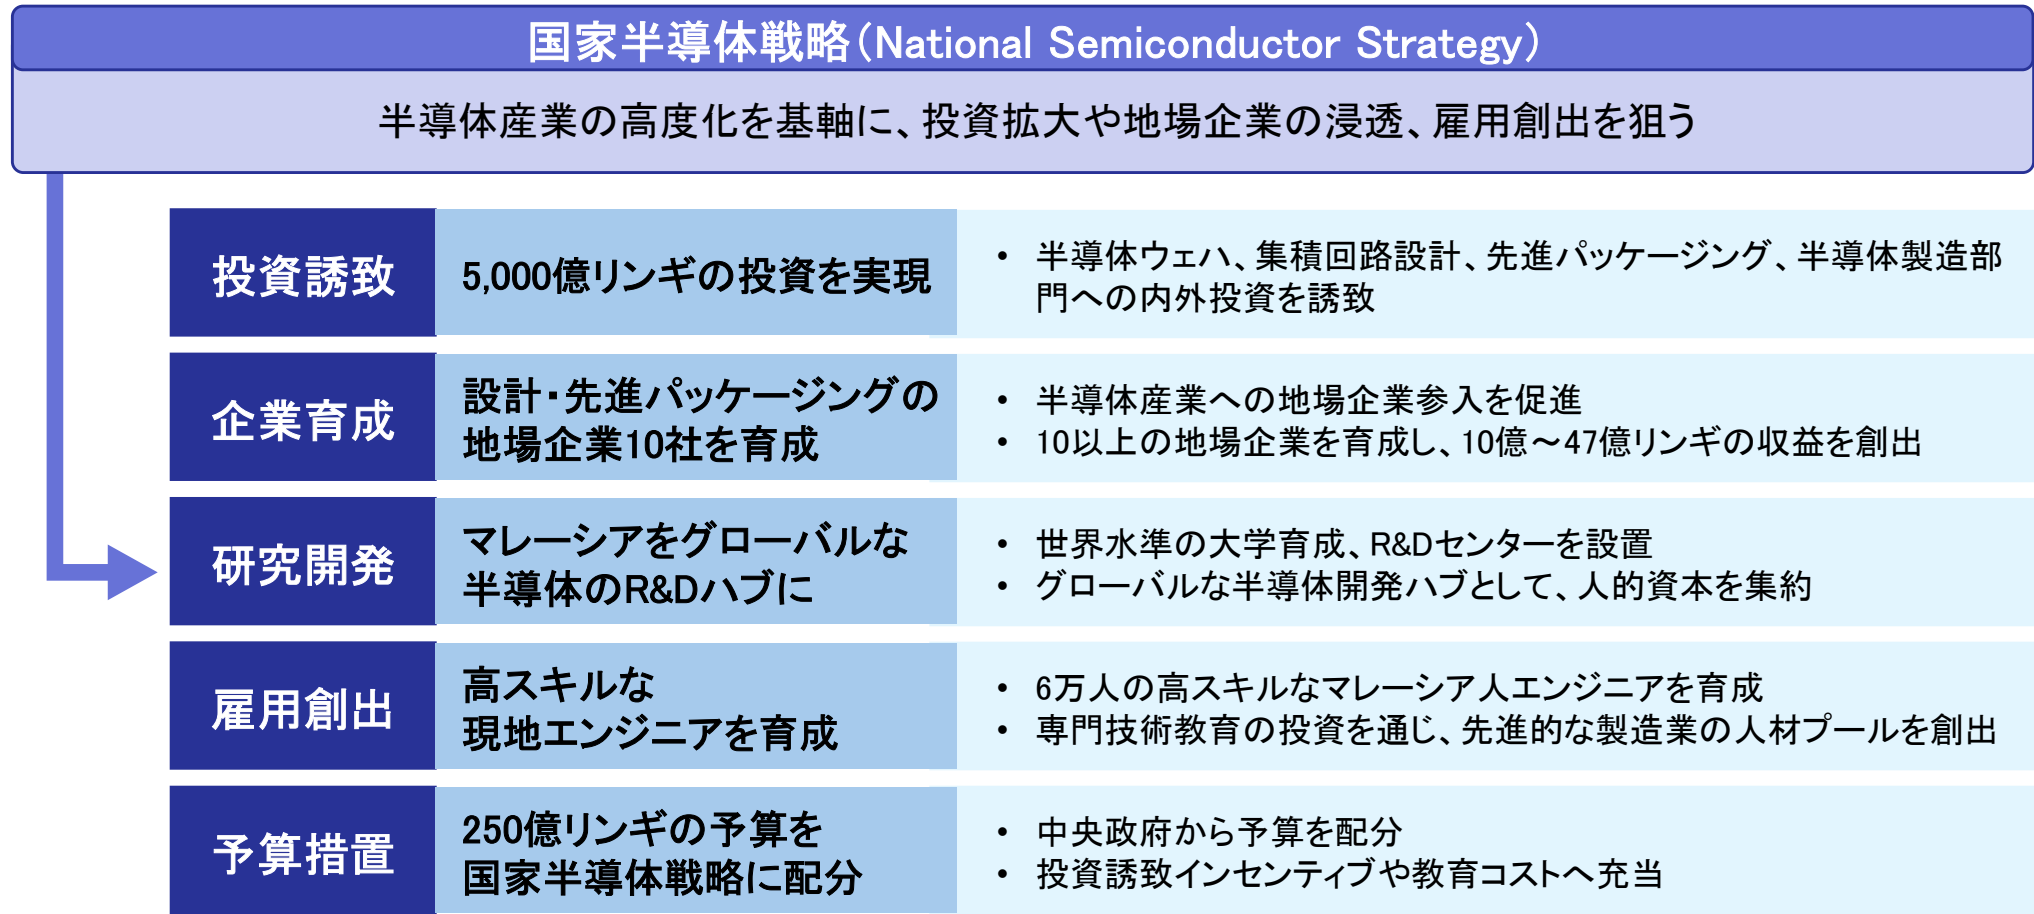 国家半導体戦略（National Semiconductor Strategy）
半導体産業の高度化を基軸に、投資拡大や地場企業の浸透、雇用創出を狙う
投資誘致
5,000億リンギの投資を実現
• 半導体ウェハ、集積回路設計、先進パッケージング、半導体製造部
門への内外投資を誘致
企業育成
設計・先進パッケージングの
地場企業10社を育成
• 半導体産業への地場企業参入を促進
• 10以上の地場企業を育成し、10億～47億リンギの収益を創出
研究開発
マレーシアをグローバルな
半導体のR&Dハブに
• 世界水準の大学育成、R&Dセンターを設置
• グローバルな半導体開発ハブとして、人的資本を集約
雇用創出
高スキルな
現地エンジニアを育成
• 6万人の高スキルなマレーシア人エンジニアを育成
• 専門技術教育の投資を通じ、先進的な製造業の人材プールを創出
予算措置
250億リンギの予算を
国家半導体戦略に配分
• 中央政府から予算を配分
• 投資誘致インセンティブや教育コストへ充当